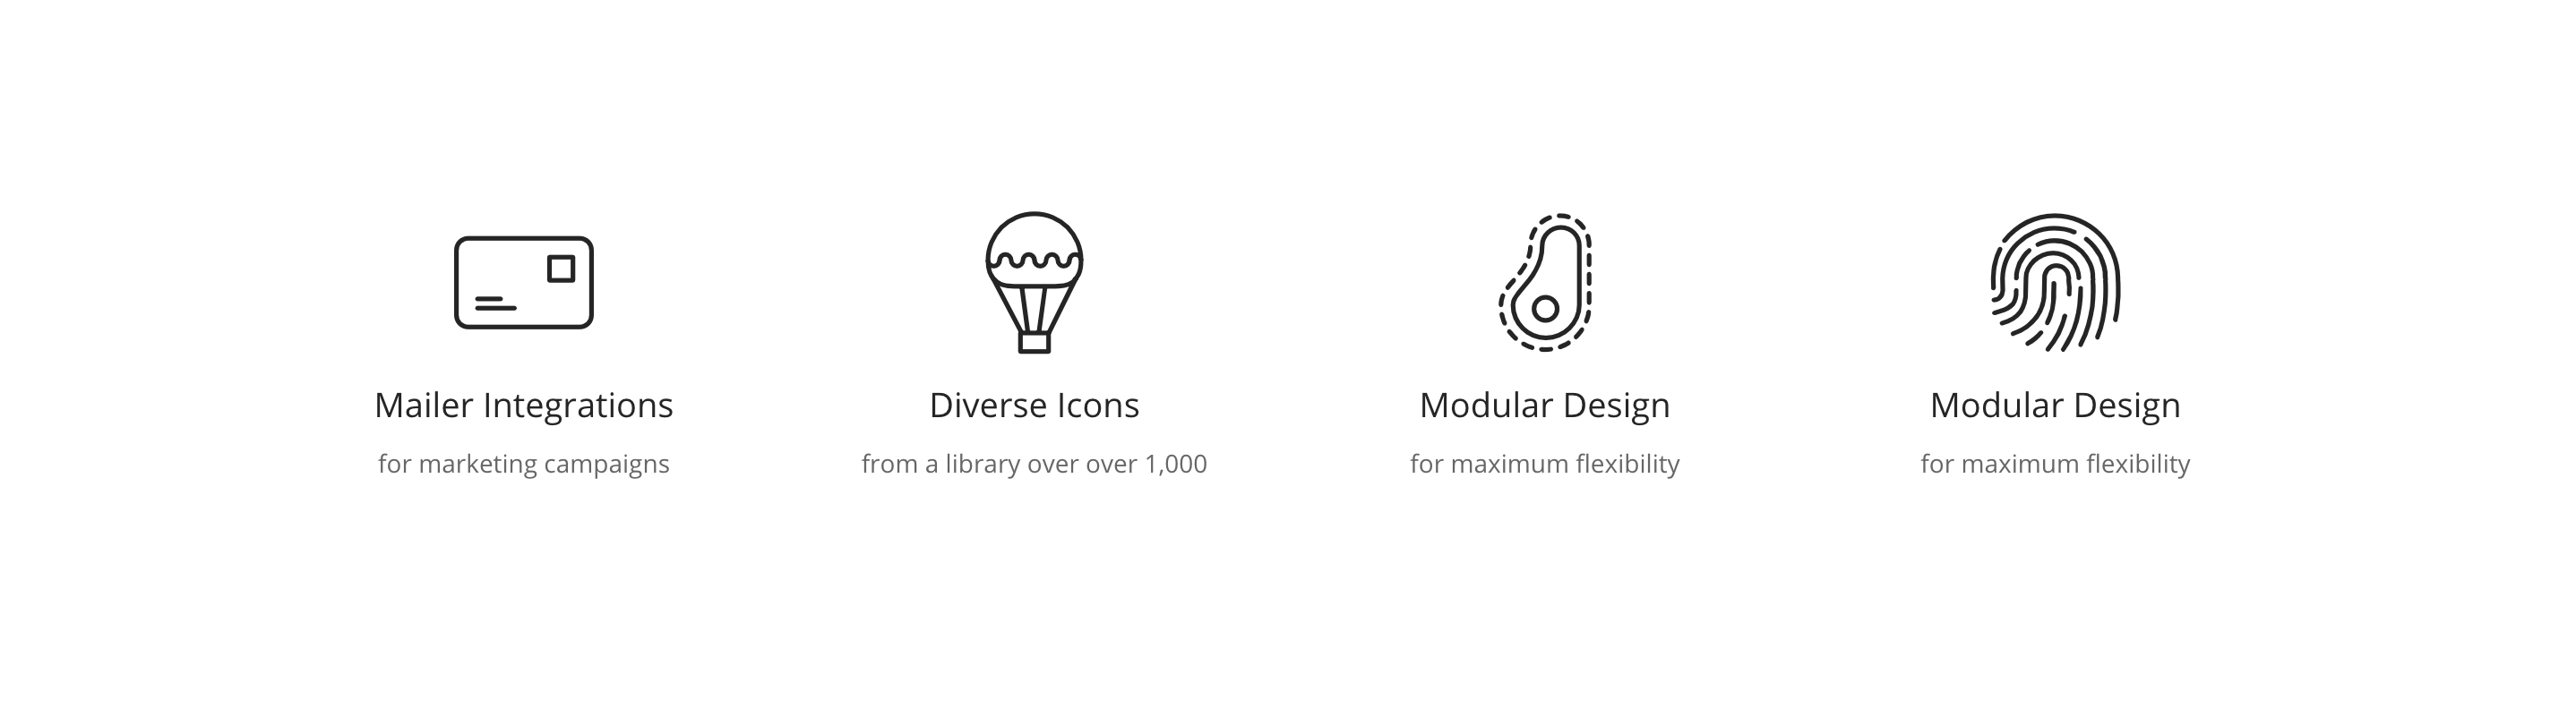 Mailer Integrations
for marketing campaigns
Diverse Icons
from a library over over 1,000
Modular Design
for maximum flexibility
Modular Design
for maximum flexibility